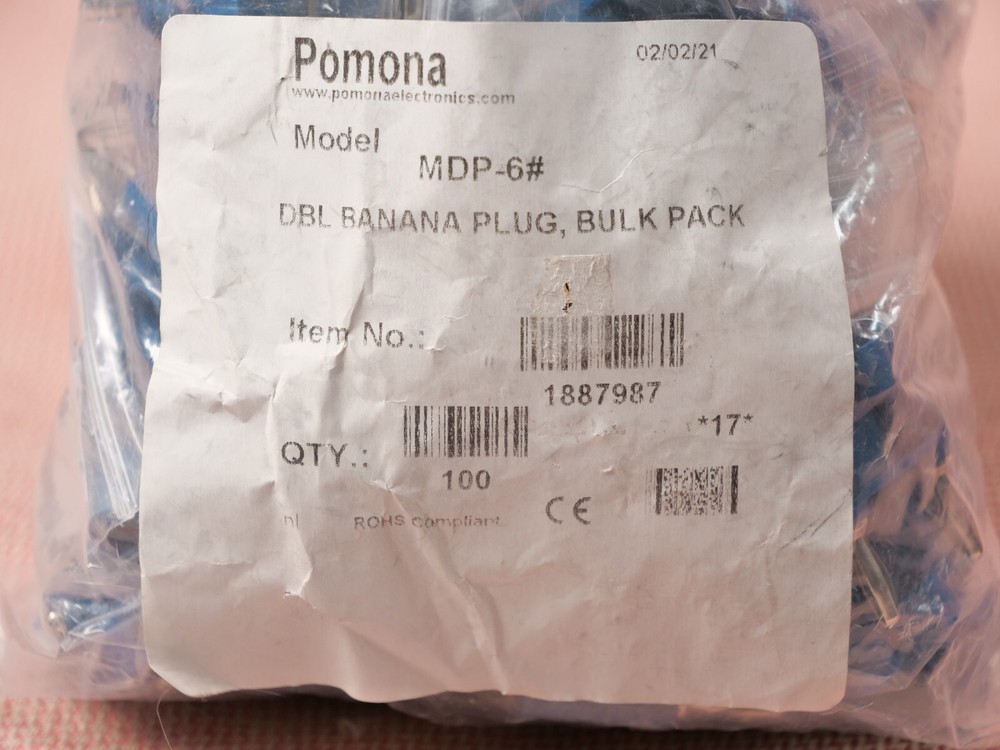 Pomona
02/02/21
www.pomonaelectronics.com
Model
MDP-6#
DBL BANANA PLUG, BULK PACK
Item No.:
1887987
*17*
QTY.:
100
nl
ROHS Compliant
CE